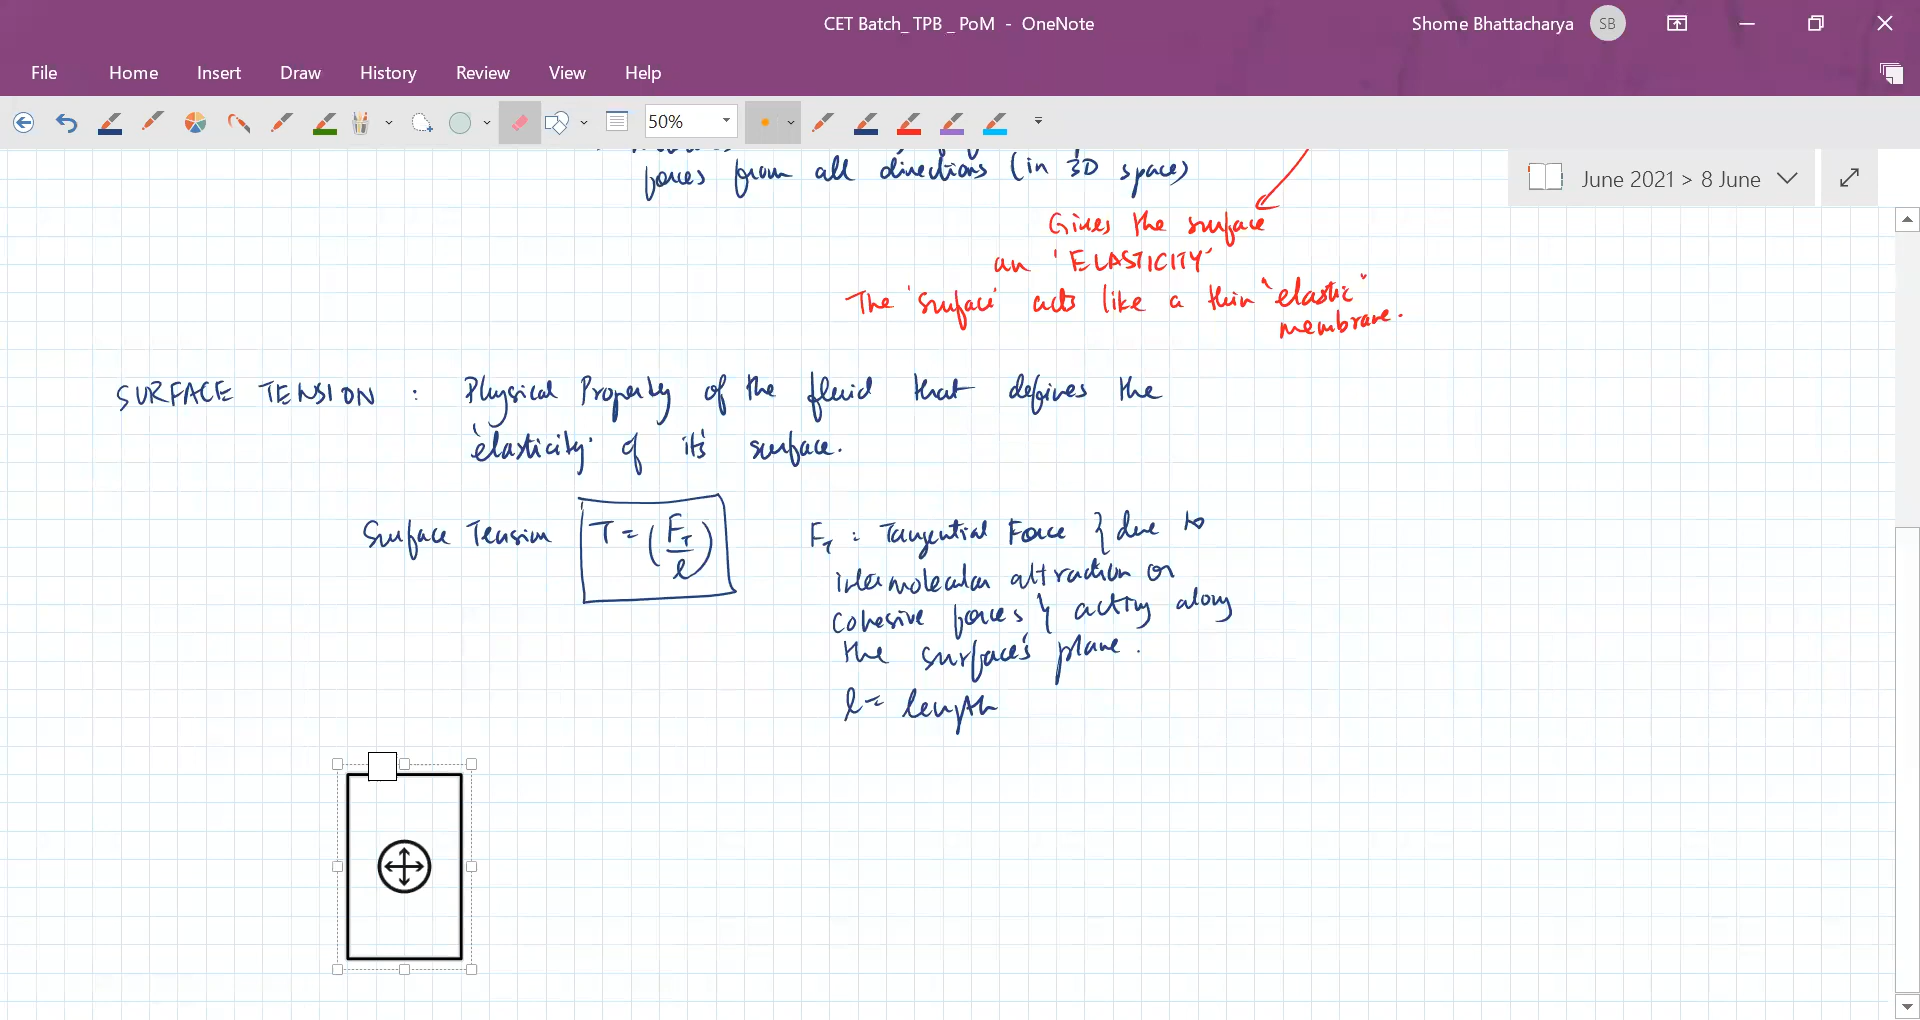 CET Batch_ TPB _ PoM - OneNote
Shome Bhattacharya SB
File Home Insert Draw History Review View Help
50%
June 2021 > 8 June
forces from all directions (in 3D space)
Gives the surface
an 'ELASTICITY'
The 'surface' acts like a thin "elastic"
membrane.
SURFACE TENSION : Physical Property of the fluid that defines the
'elasticity' of it's surface.
Surface Tension T = (F_T/l)
F_T : Tangential Force } due to
intermolecular attraction or
cohesive forces } acting along
the surface's plane.
l = length